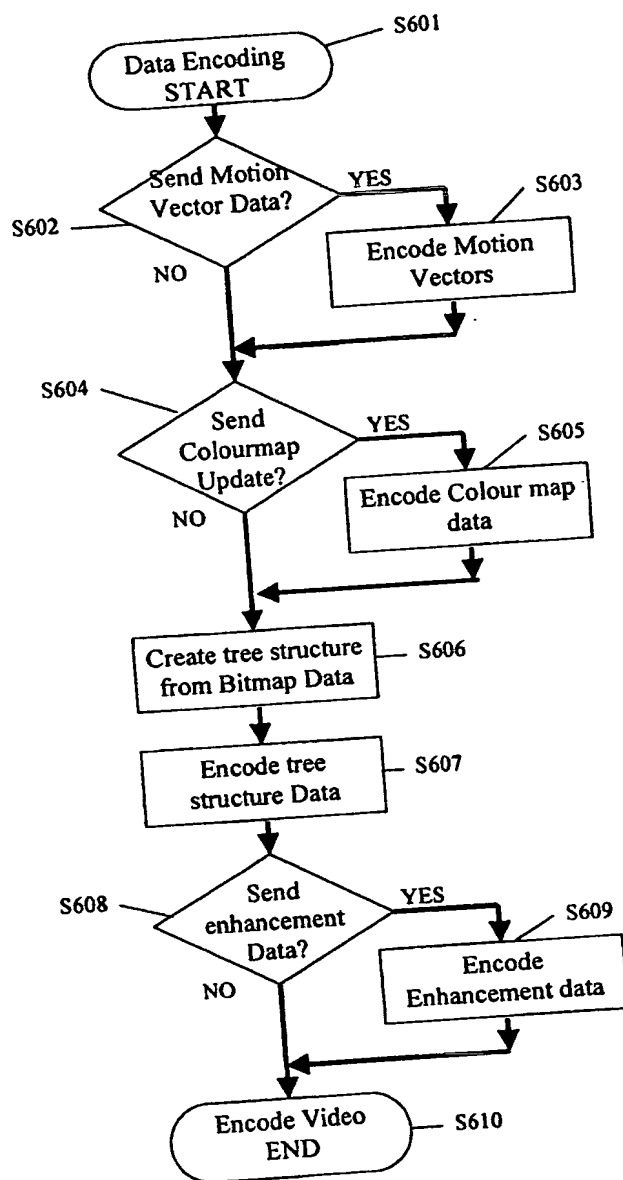 S601
Data Encoding
START
Send Motion
Vector Data?
YES
S602
NO
S603
Encode Motion
Vectors
S604
Send
Colourmap
Update?
YES
NO
S605
Encode Colour map
data
Create tree structure
from Bitmap Data
S606
Encode tree
structure Data
S607
S608
Send
enhancement
Data?
YES
NO
S609
Encode
Enhancement data
Encode Video
END
S610